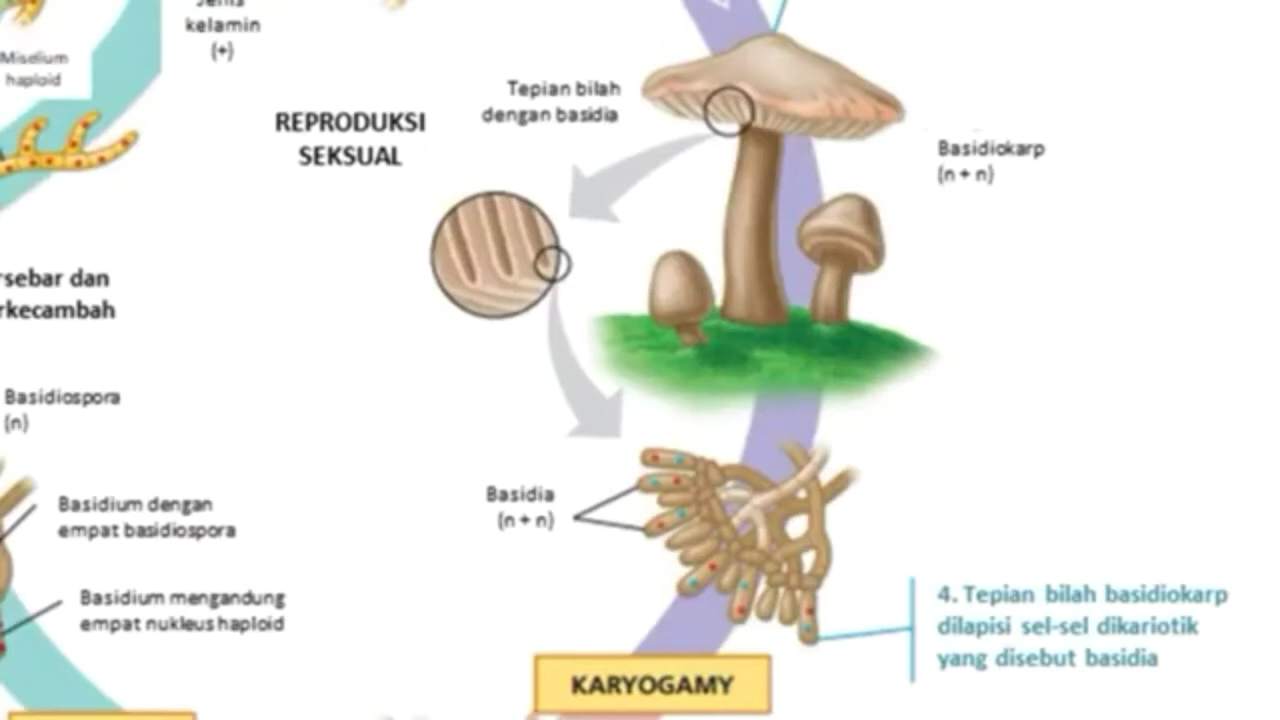 kelamin
(+)
Miselium
haploid
Tepian bilah
dengan basidia
REPRODUKSI
SEKSUAL
Basidiokarp
(n + n)
rsebar dan
rkecambah
Basidiospora
(n)
Basidia
(n + n)
Basidium dengan
empat basidiospora
Basidium mengandung
empat nukleus haploid
4. Tepian bilah basidiokarp
dilapisi sel-sel dikariotik
yang disebut basidia
KARYOGAMY